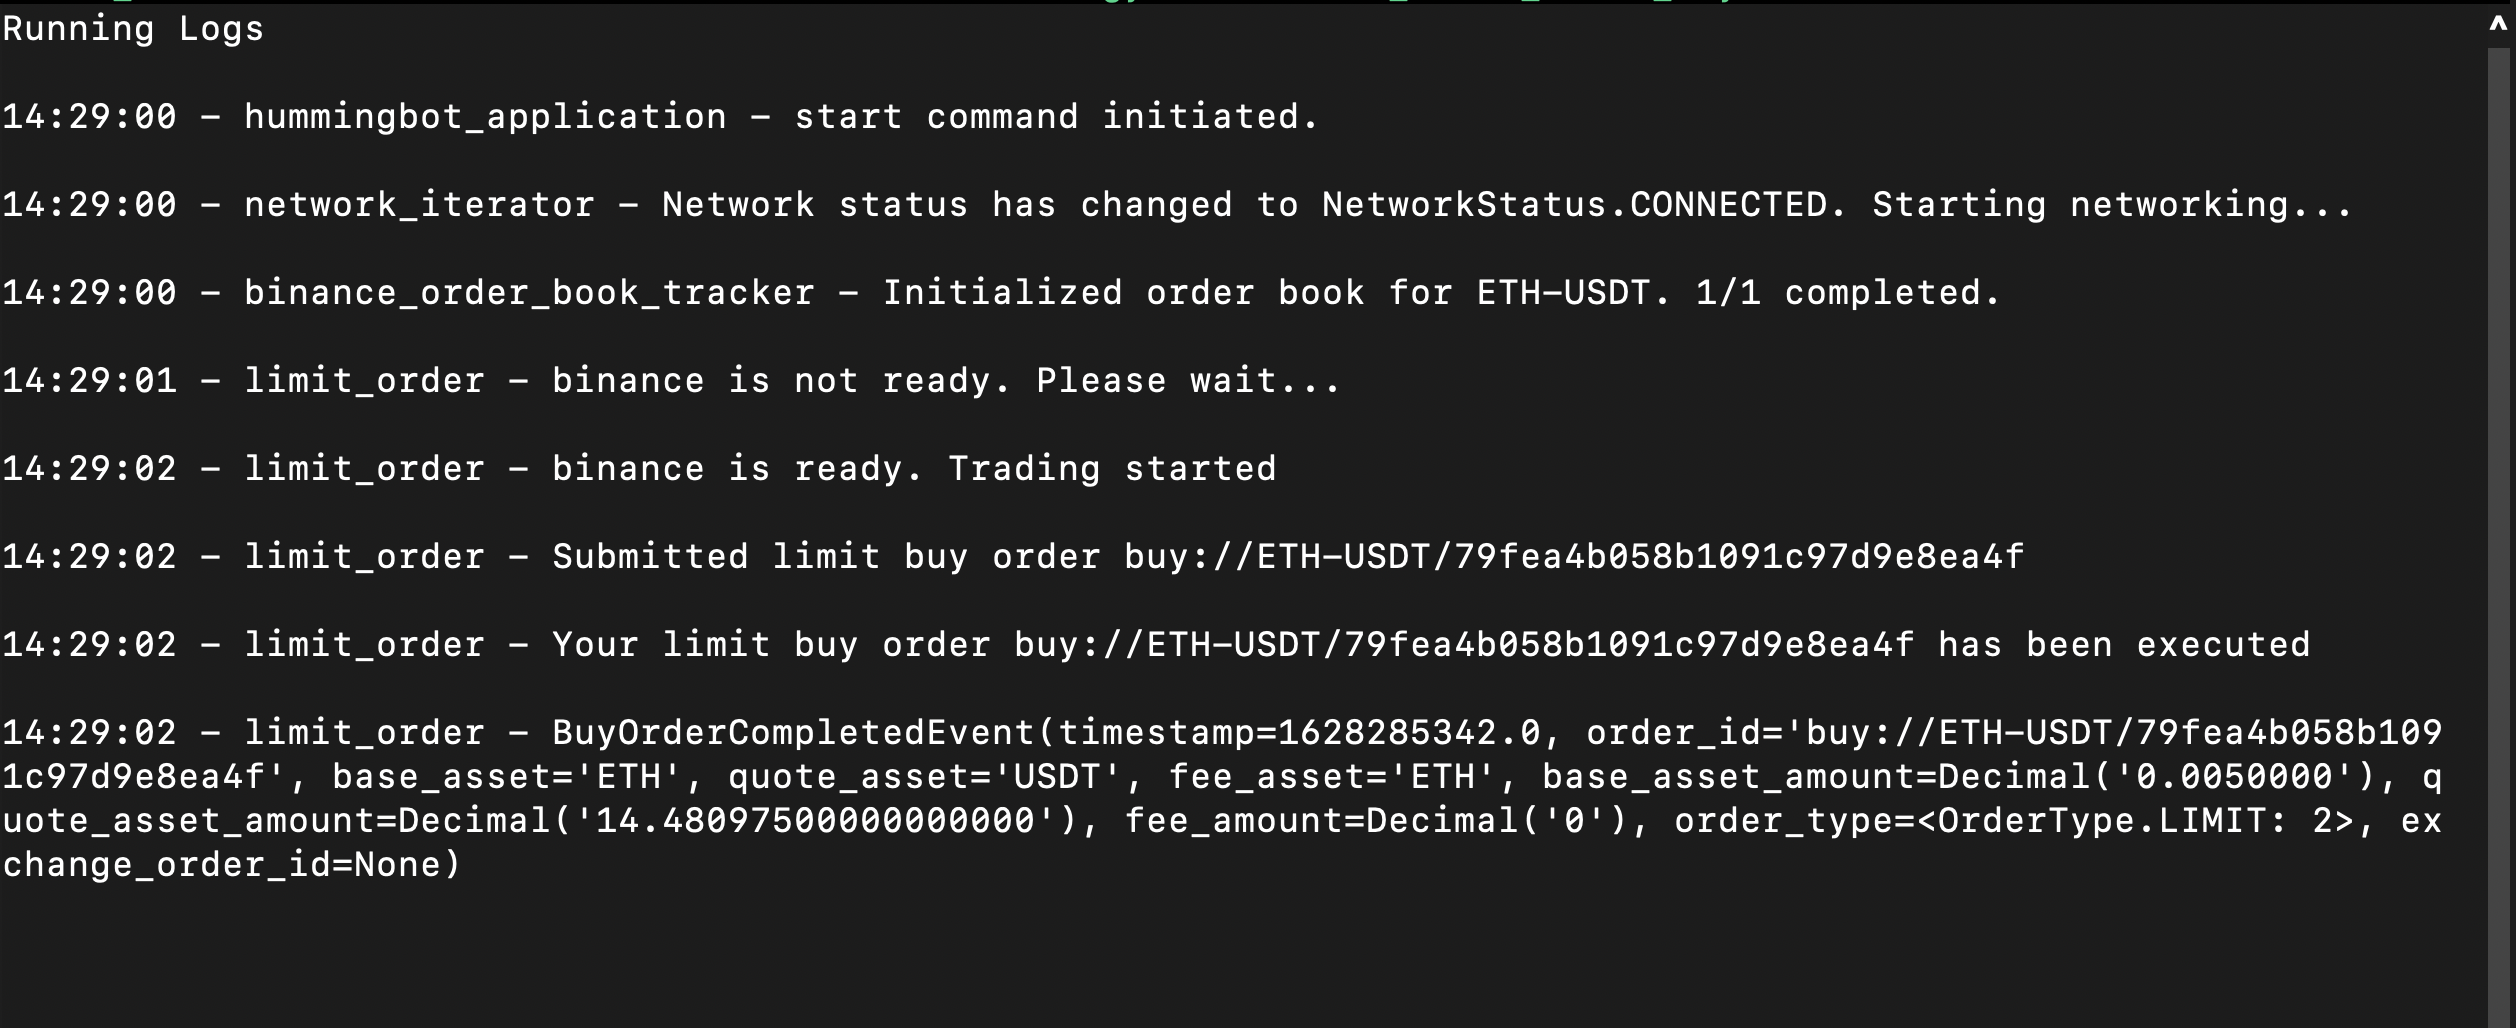 Running Logs
14:29:00 - hummingbot_application - start command initiated.
14:29:00 - network_iterator - Network status has changed to NetworkStatus.CONNECTED. Starting networking...
14:29:00 - binance_order_book_tracker - Initialized order book for ETH-USDT. 1/1 completed.
14:29:01 - limit_order - binance is not ready. Please wait...
14:29:02 - limit_order - binance is ready. Trading started
14:29:02 - limit_order - Submitted limit buy order buy://ETH-USDT/79fea4b058b1091c97d9e8ea4f
14:29:02 - limit_order - Your limit buy order buy://ETH-USDT/79fea4b058b1091c97d9e8ea4f has been executed
14:29:02 - limit_order - BuyOrderCompletedEvent(timestamp=1628285342.0, order_id='buy://ETH-USDT/79fea4b058b109
1c97d9e8ea4f', base_asset='ETH', quote_asset='USDT', fee_asset='ETH', base_asset_amount=Decimal('0.0050000'), q
uote_asset_amount=Decimal('14.48097500000000000'), fee_amount=Decimal('0'), order_type=<OrderType.LIMIT: 2>, ex
change_order_id=None)